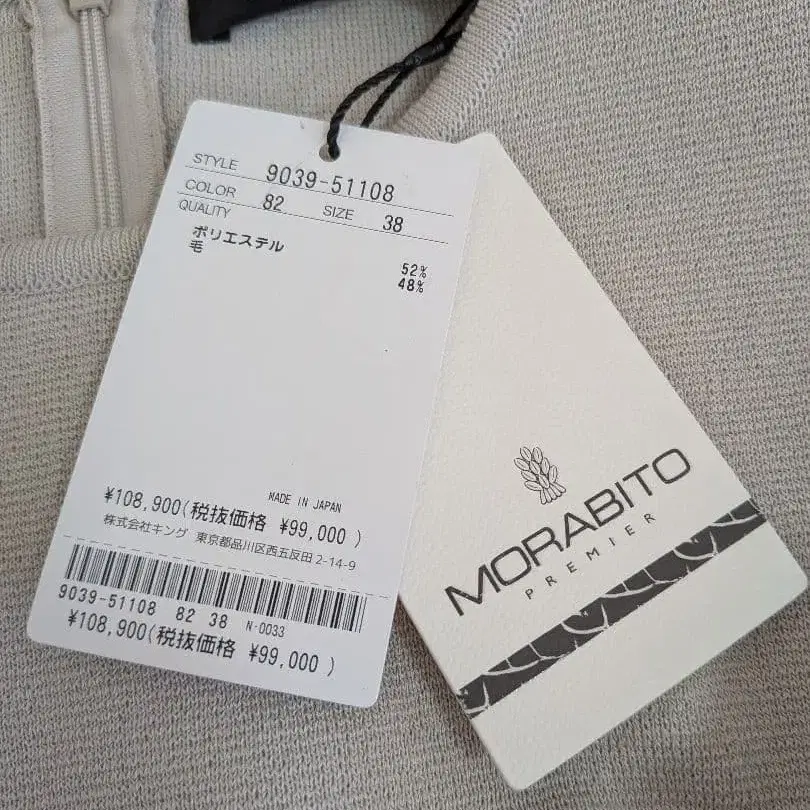 STYLE 9039-51108
COLOR 82 SIZE 38
QUALITY
ポリエステル 52%
毛 48%
MADE IN JAPAN
¥108,900(税抜価格 ¥99,000 )
株式会社キング 東京都品川区西五反田 2-14-9
9039-51108 82 38 N-0033
¥108,900(税抜価格 ¥99,000 )
MORABITO
PREMIER